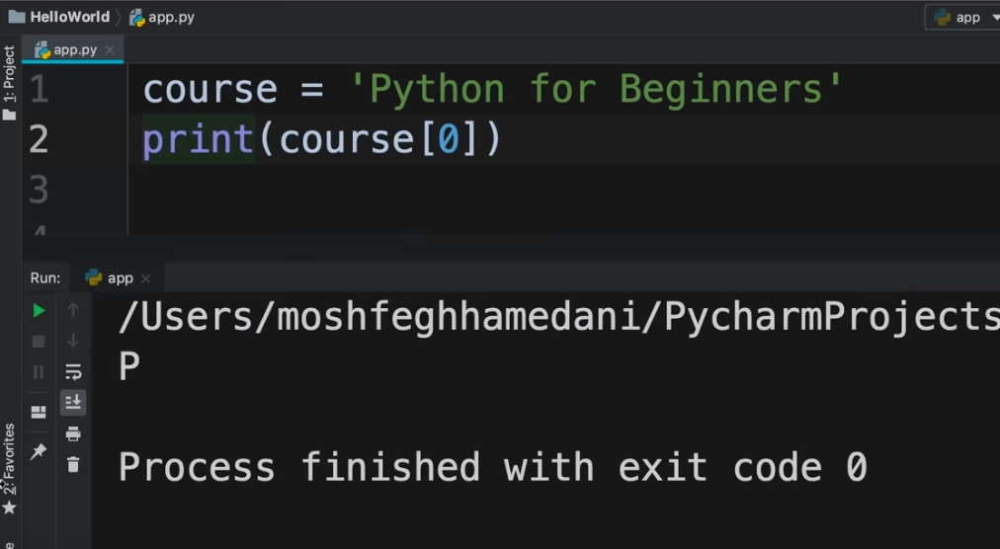 HelloWorld app.py
app
app.py
1: Project
1 course = 'Python for Beginners'
2 print(course[0])
3
4
Run: app
/Users/moshfeghhamedani/PycharmProjects
P
Process finished with exit code 0
2: Favorites